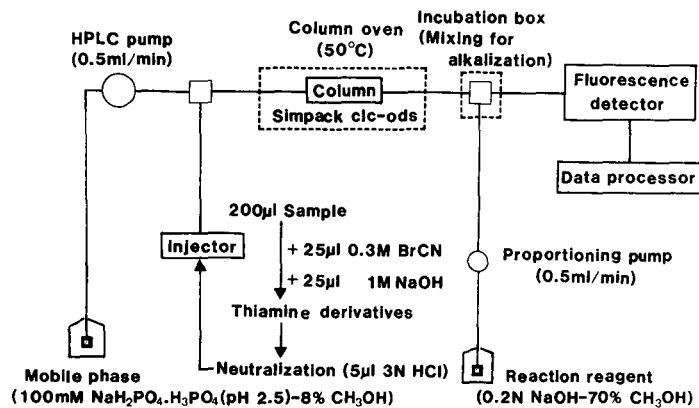 HPLC pump
(0.5ml/min)
Column oven
(50°C)
Incubation box
(Mixing for
alkalization)
Column
Simpack clc-ods
Fluorescence
detector
Data processor
200µl Sample
+ 25µl 0.3M BrCN
+ 25µl 1M NaOH
Injector
Thiamine derivatives
Neutralization (5µl 3N HCl)
Proportioning pump
(0.5ml/min)
Mobile phase
(100mM NaH₂PO₄.H₃PO₄(pH 2.5)-8% CH₃OH)
Reaction reagent
(0.2N NaOH-70% CH₃OH)